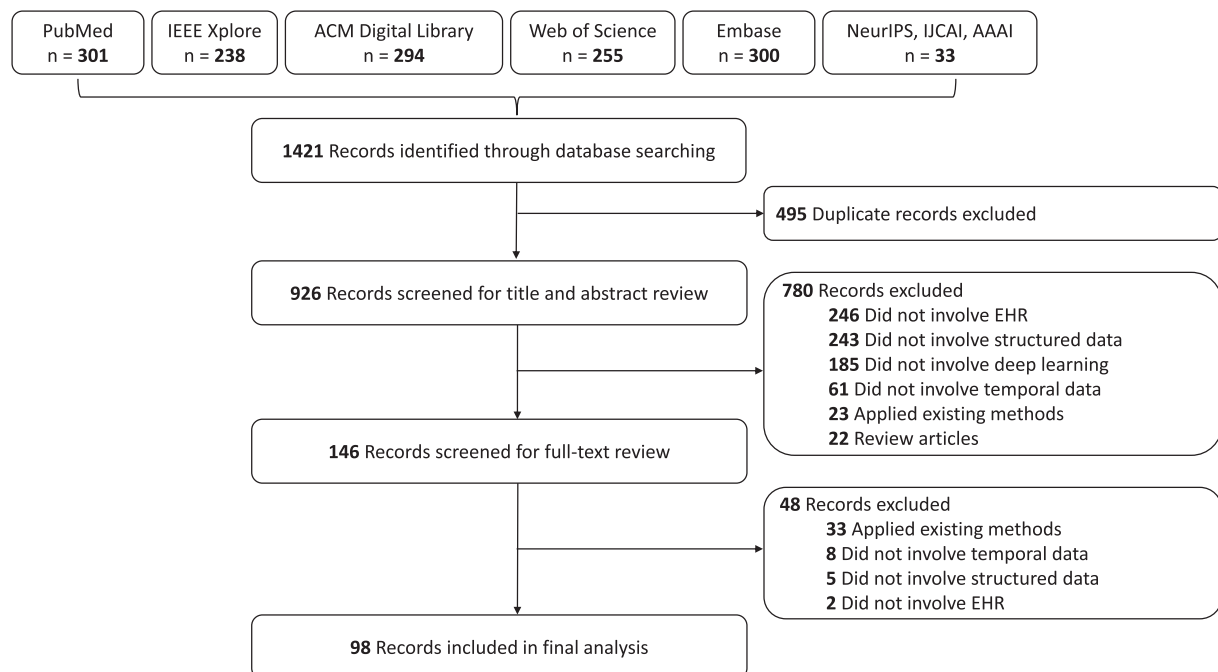 PubMed
n = 301
IEEE Xplore
n = 238
ACM Digital Library
n = 294
Web of Science
n = 255
Embase
n = 300
NeurIPS, IJCAI, AAAI
n = 33
1421 Records identified through database searching
495 Duplicate records excluded
926 Records screened for title and abstract review
780 Records excluded
246 Did not involve EHR
243 Did not involve structured data
185 Did not involve deep learning
61 Did not involve temporal data
23 Applied existing methods
22 Review articles
146 Records screened for full-text review
48 Records excluded
33 Applied existing methods
8 Did not involve temporal data
5 Did not involve structured data
2 Did not involve EHR
98 Records included in final analysis